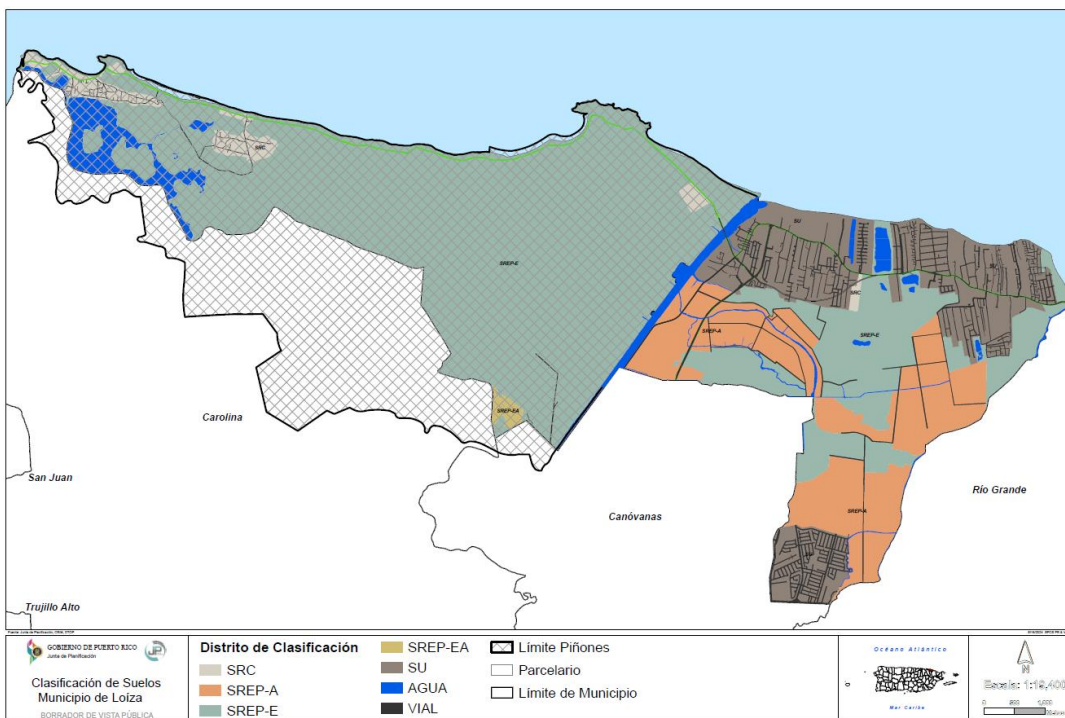 SRC
SREP-E
SU
SRC
SREP-A
SREP-E
SREP-EA
SREP-A
Carolina
San Juan
Canóvanas
Río Grande
Trujillo Alto
GOBIERNO DE PUERTO RICO
Junta de Planificación
JP
Clasificación de Suelos
Municipio de Loíza
BORRADOR DE VISTA PÚBLICA
Distrito de Clasificación
SRC
SREP-A
SREP-E
SREP-EA
SU
AGUA
VIAL
Límite Piñones
Parcelario
Límite de Municipio
Océano Atlántico
Mar Caribe
N
Escala: 1:19,400